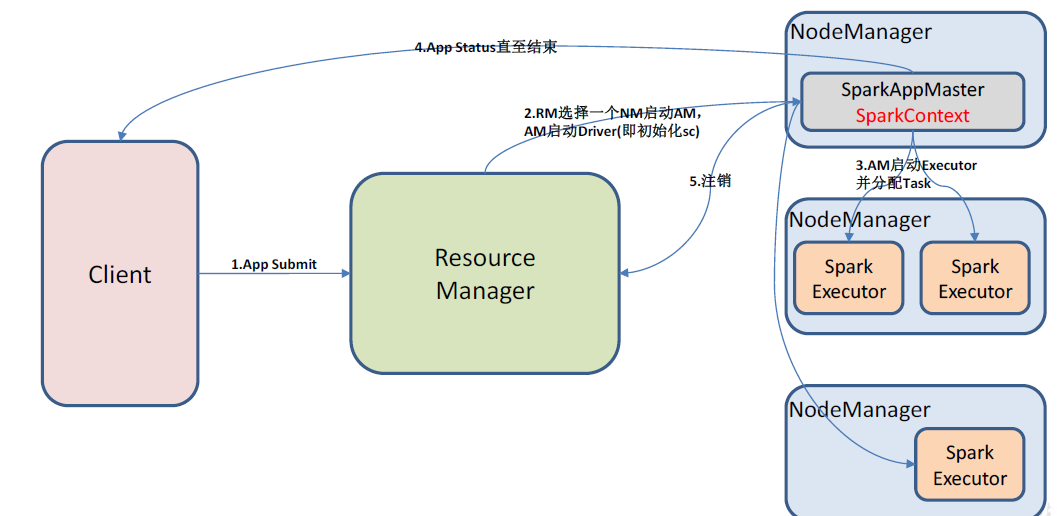 4.App Status直至结束
NodeManager
SparkAppMaster
SparkContext
2.RM选择一个NM启动AM，
AM启动Driver(即初始化sc)
3.AM启动Executor
并分配Task
5.注销
NodeManager
Spark
Executor
Spark
Executor
Client
1.App Submit
Resource
Manager
NodeManager
Spark
Executor